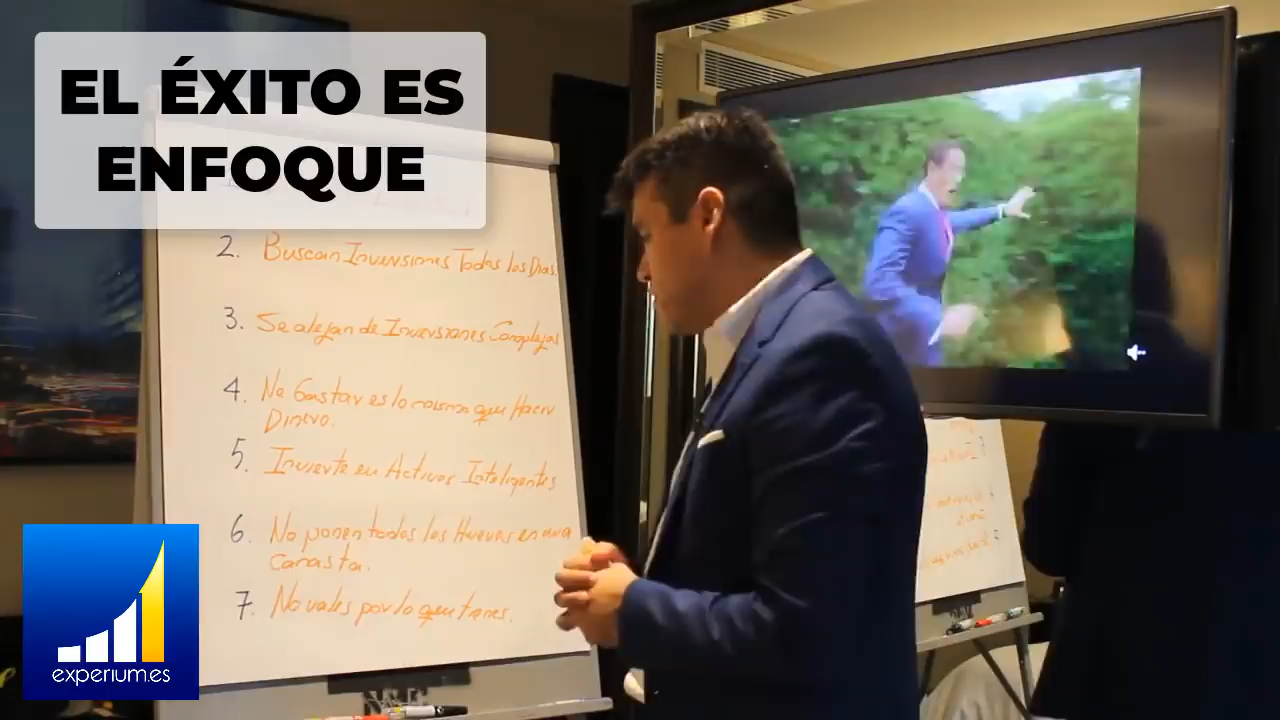 EL ÉXITO ES
ENFOQUE
2. Buscan Inversiones Todos los Dias.
3. Se alejan de Inversiones Complejas
4. No Gastar es lo mismo que Hacer
Dinero.
5. Invierte en Activos Inteligentes
6. No ponen todos los Huevos en una
Canasta.
7. No vales por lo que tienes.
experium.es